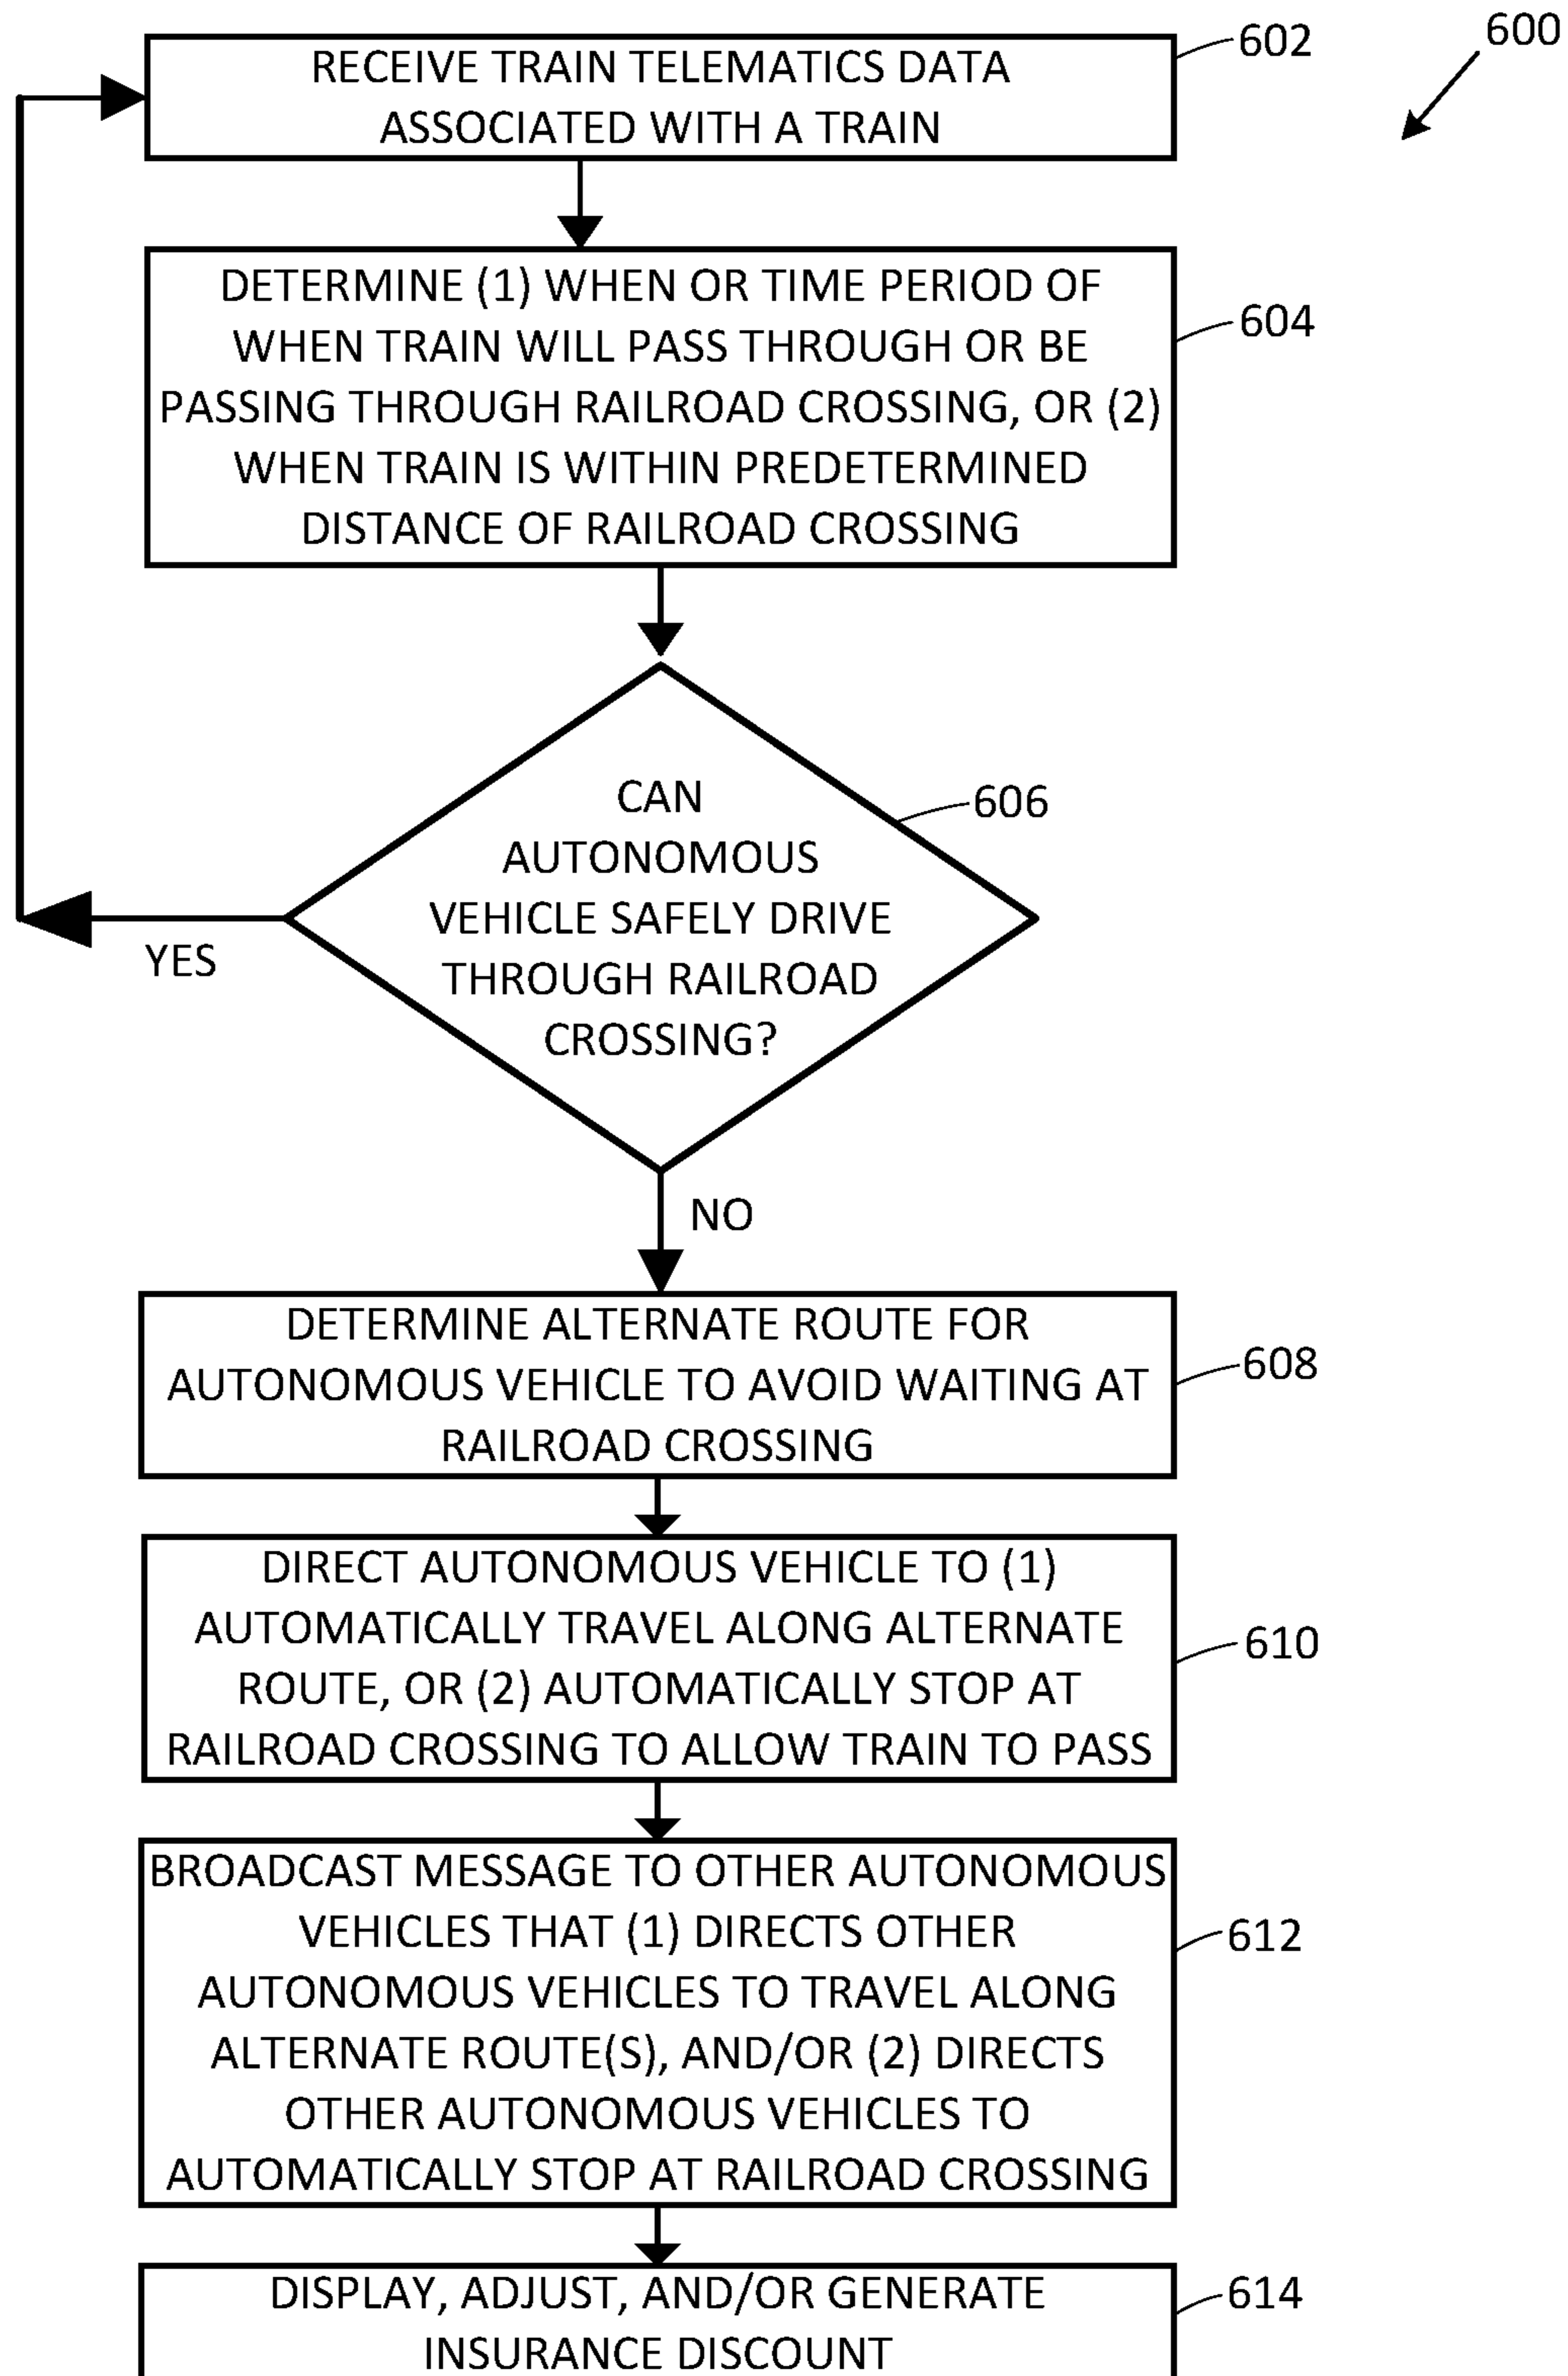 600
RECEIVE TRAIN TELEMATICS DATA
ASSOCIATED WITH A TRAIN
602
DETERMINE (1) WHEN OR TIME PERIOD OF
WHEN TRAIN WILL PASS THROUGH OR BE
PASSING THROUGH RAILROAD CROSSING, OR (2)
WHEN TRAIN IS WITHIN PREDETERMINED
DISTANCE OF RAILROAD CROSSING
604
CAN
AUTONOMOUS
VEHICLE SAFELY DRIVE
THROUGH RAILROAD
CROSSING?
606
YES
NO
DETERMINE ALTERNATE ROUTE FOR
AUTONOMOUS VEHICLE TO AVOID WAITING AT
RAILROAD CROSSING
608
DIRECT AUTONOMOUS VEHICLE TO (1)
AUTOMATICALLY TRAVEL ALONG ALTERNATE
ROUTE, OR (2) AUTOMATICALLY STOP AT
RAILROAD CROSSING TO ALLOW TRAIN TO PASS
610
BROADCAST MESSAGE TO OTHER AUTONOMOUS
VEHICLES THAT (1) DIRECTS OTHER
AUTONOMOUS VEHICLES TO TRAVEL ALONG
ALTERNATE ROUTE(S), AND/OR (2) DIRECTS
OTHER AUTONOMOUS VEHICLES TO
AUTOMATICALLY STOP AT RAILROAD CROSSING
612
DISPLAY, ADJUST, AND/OR GENERATE
INSURANCE DISCOUNT
614